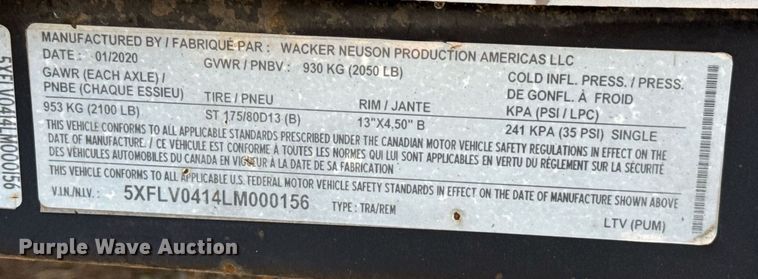 MANUFACTURED BY / FABRIQUÉ PAR : WACKER NEUSON PRODUCTION AMERICAS LLC
DATE : 01/2020 GVWR / PNBV : 930 KG (2050 LB)
GAWR (EACH AXLE) / COLD INFL. PRESS. / PRESS.
PNBE (CHAQUE ESSIEU) TIRE / PNEU RIM / JANTE DE GONFL. À FROID
KPA (PSI / LPC)
953 KG (2100 LB) ST 175/80D13 (B) 13"X4,50" B 241 KPA (35 PSI) SINGLE
THIS VEHICLE CONFORMS TO ALL APPLICABLE STANDARDS PRESCRIBED UNDER THE CANADIAN MOTOR VEHICLE SAFETY REGULATIONS IN EFFECT ON THE
DATE OF MANUFACTURE. / CE VÉHICULE EST CONFORME À TOUTES LES NORMES QUI LUI SONT APPLICABLES EN VERTU DU RÉGLEMENT SUR LA SÉCURITÉ
DES VÉHICULES AUTOMOBILES DU CANADA EN VIGUEUR À LA DATE DE SA FABRICATION
THIS VEHICLE CONFORMS TO ALL APPLICABLE U.S. FEDERAL MOTOR VEHICLE SAFETY STANDARDS IN EFFECT ON THE DATE OF MANUFACTURE SHOWN ABOVE
V.I.N./N.I.V. : 5XFLV0414LM000156 TYPE : TRA/REM LTV (PUM)
5XFLV0414LM000156
Purple Wave Auction